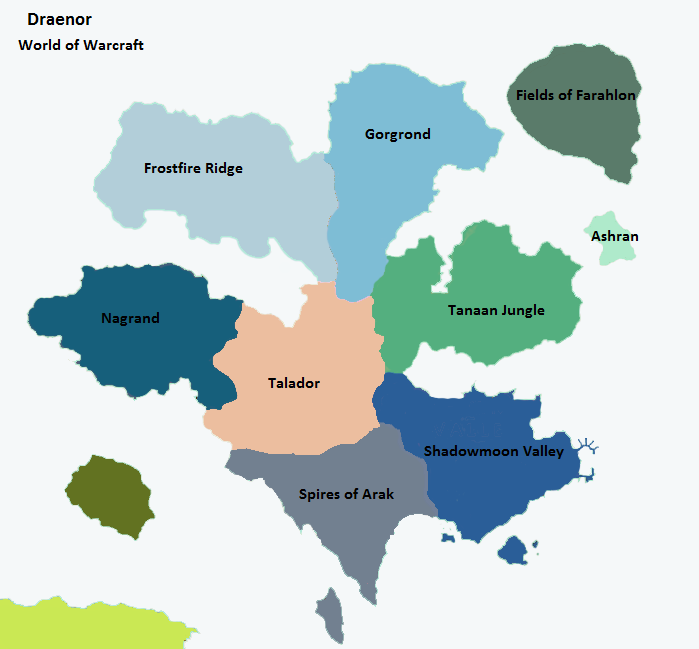 Draenor
World of Warcraft
Fields of Farahlon
Gorgrond
Frostfire Ridge
Ashran
Tanaan Jungle
Nagrand
Talador
Shadowmoon Valley
Spires of Arak